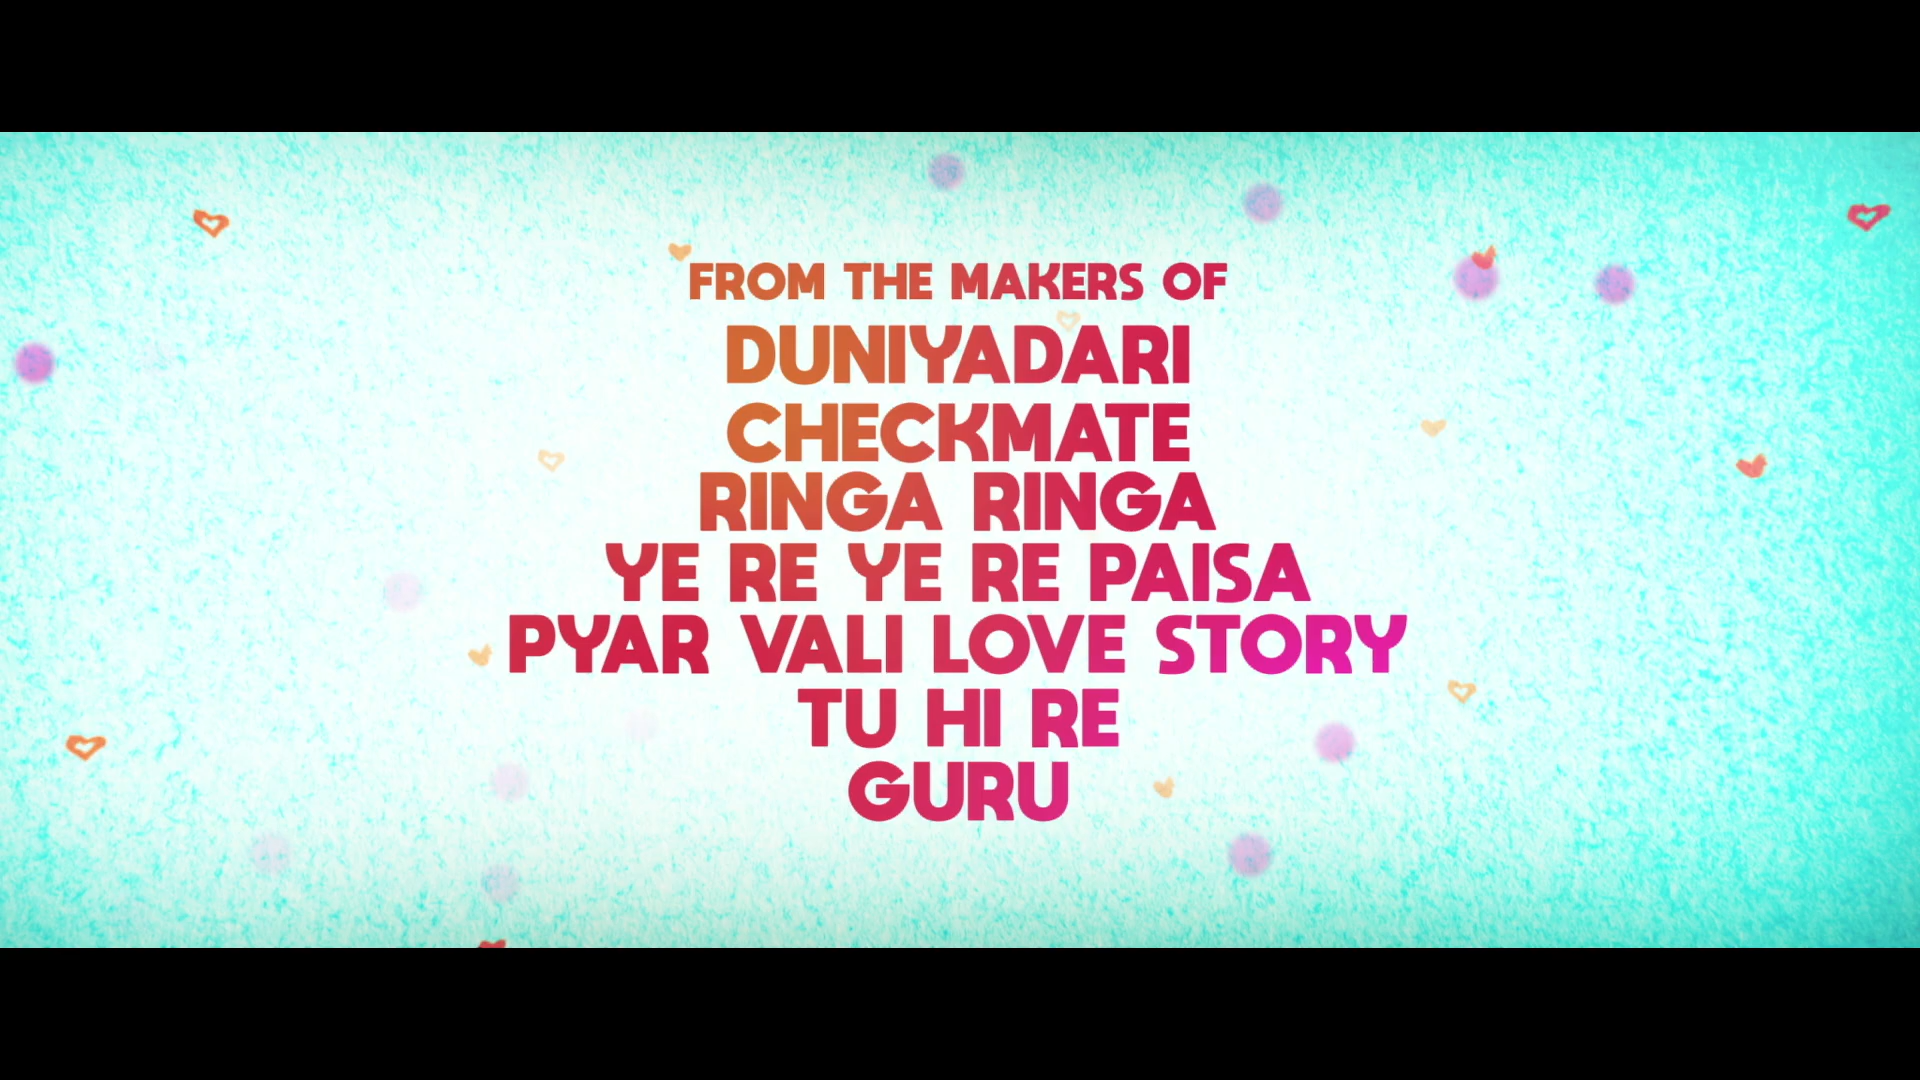 FROM THE MAKERS OF
DUNIYADARI
CHECKMATE
RINGA RINGA
YE RE YE RE PAISA
PYAR VALI LOVE STORY
TU HI RE
GURU